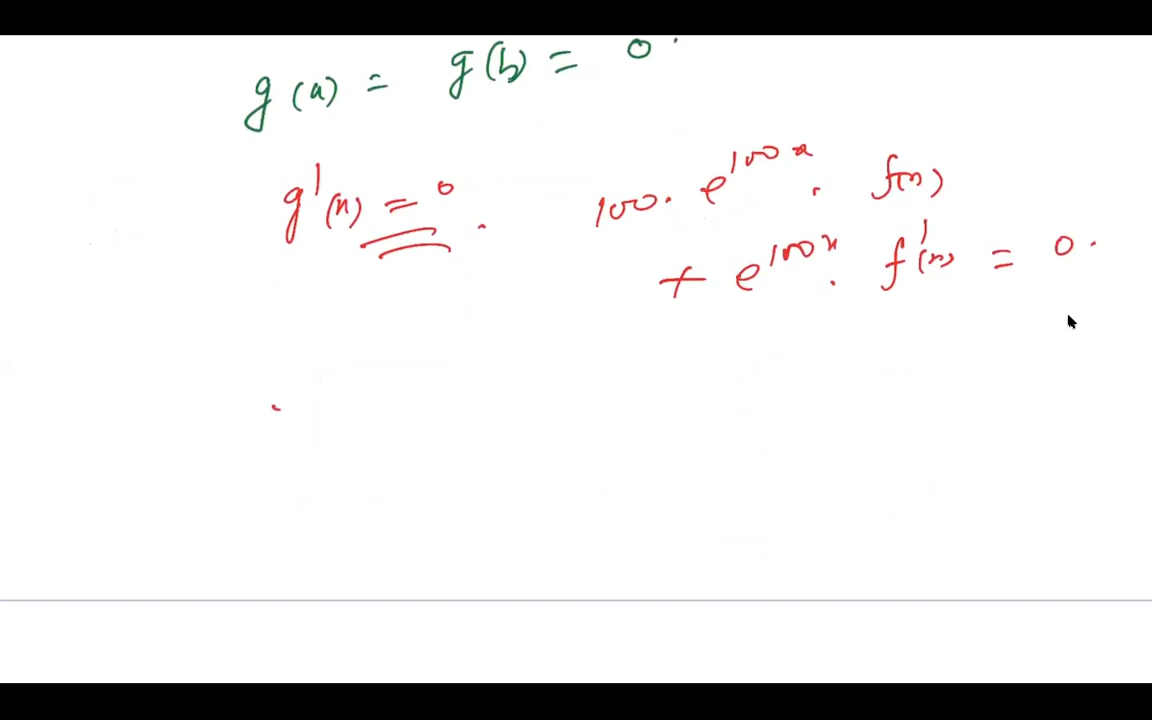 g(a) = g(b) = 0.
g'(x) = 0. 100. e^{100x} . f(x)
+ e^{100x} . f'(x) = 0.